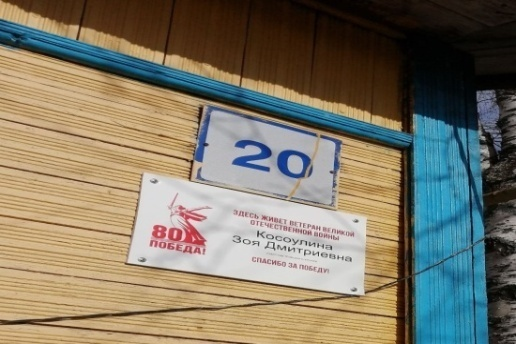 20
80
ПОБЕДА!
ЗДЕСЬ ЖИВЕТ ВЕТЕРАН ВЕЛИКОЙ
ОТЕЧЕСТВЕННОЙ ВОЙНЫ
Косоулина
Зоя Дмитриевна
СПАСИБО ЗА ПОБЕДУ!